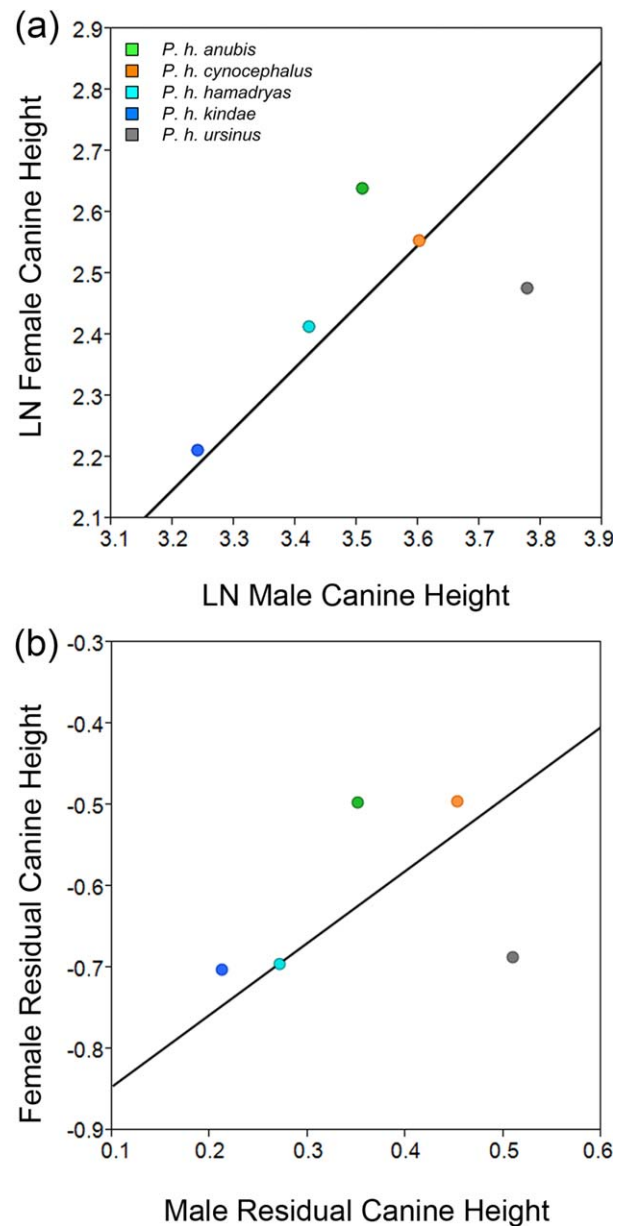 (a)
LN Female Canine Height
2.9
2.8
2.7
2.6
2.5
2.4
2.3
2.2
2.1
P. h. anubis
P. h. cynocephalus
P. h. hamadryas
P. h. kindae
P. h. ursinus
3.1 3.2 3.3 3.4 3.5 3.6 3.7 3.8 3.9
LN Male Canine Height
(b)
Female Residual Canine Height
-0.3
-0.4
-0.5
-0.6
-0.7
-0.8
-0.9
0.1 0.2 0.3 0.4 0.5 0.6
Male Residual Canine Height